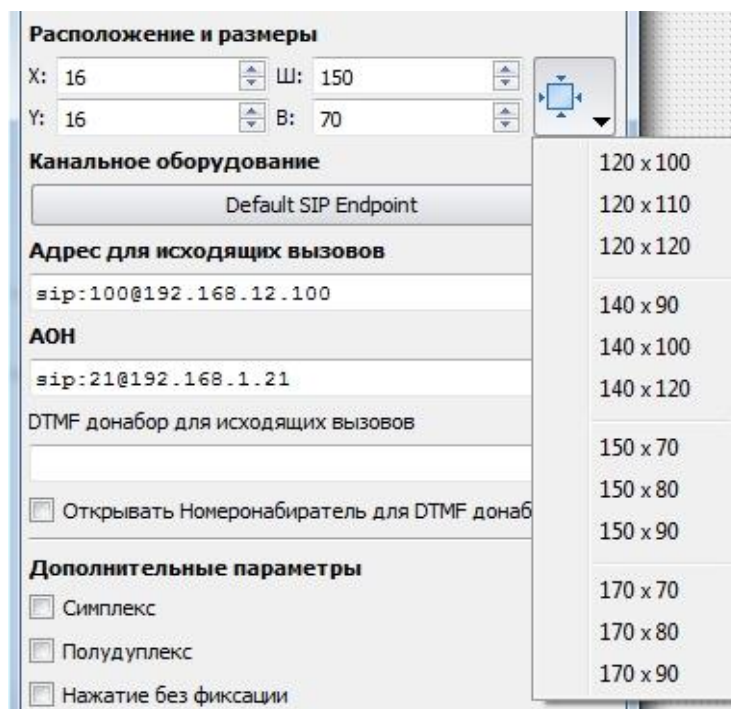 Расположение и размеры
X: 16 Ш: 150
Y: 16 В: 70
Канальное оборудование
Default SIP Endpoint
Адрес для исходящих вызовов
sip:100@192.168.12.100
АОН
sip:21@192.168.1.21
DTMF донабор для исходящих вызовов
Открывать Номеронабиратель для DTMF донаб
Дополнительные параметры
Симплекс
Полудуплекс
Нажатие без фиксации
120 x 100
120 x 110
120 x 120
140 x 90
140 x 100
140 x 120
150 x 70
150 x 80
150 x 90
170 x 70
170 x 80
170 x 90